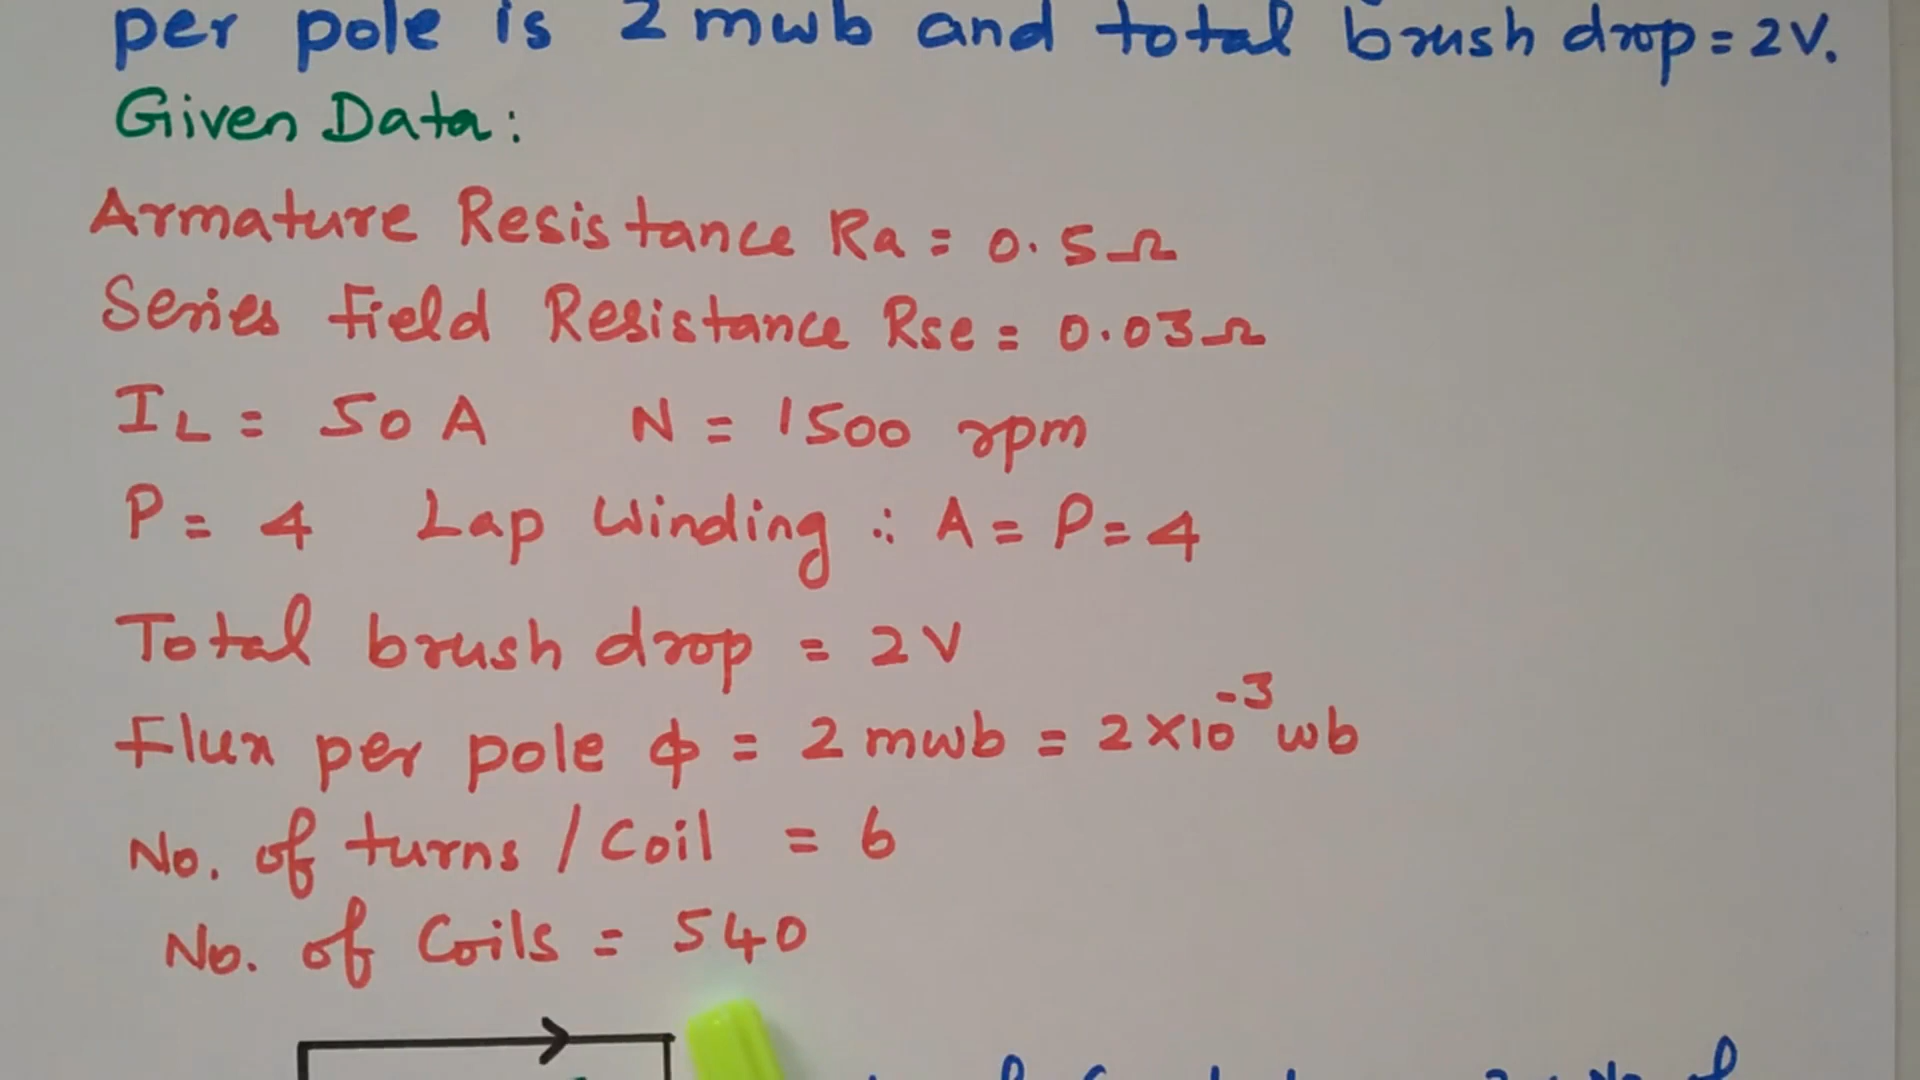 per pole is 2 mwb and total brush drop = 2V.
Given Data:
Armature Resistance Ra = 0.5Ω
Series Field Resistance Rse = 0.03Ω
IL = 50 A N = 1500 rpm
P = 4 Lap Winding ∴ A = P = 4
Total brush drop = 2V
Flux per pole ϕ = 2 mwb = 2×10⁻³ wb
No. of turns / Coil = 6
No. of Coils = 540